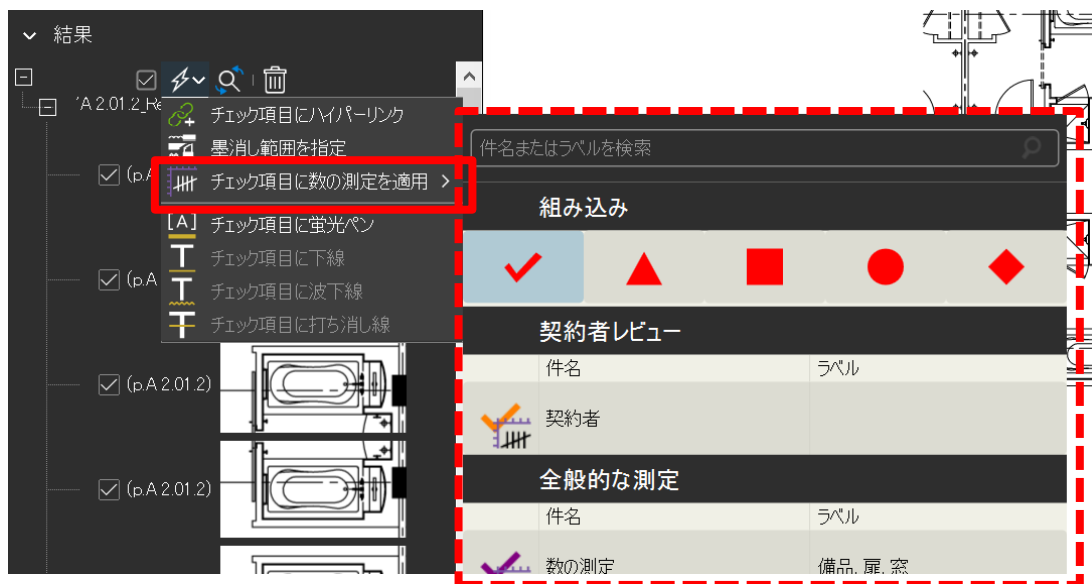 結果
'A 2.01.2_Re
チェック項目にハイパーリンク
墨消し範囲を指定
チェック項目に数の測定を適用
チェック項目に蛍光ペン
チェック項目に下線
チェック項目に波下線
チェック項目に打ち消し線
(p.A
(p.A
(p.A 2.01.2)
(p.A 2.01.2)
件名またはラベルを検索
組み込み
契約者レビュー
件名 ラベル
契約者
全般的な測定
件名 ラベル
数の測定 備品, 扉, 窓